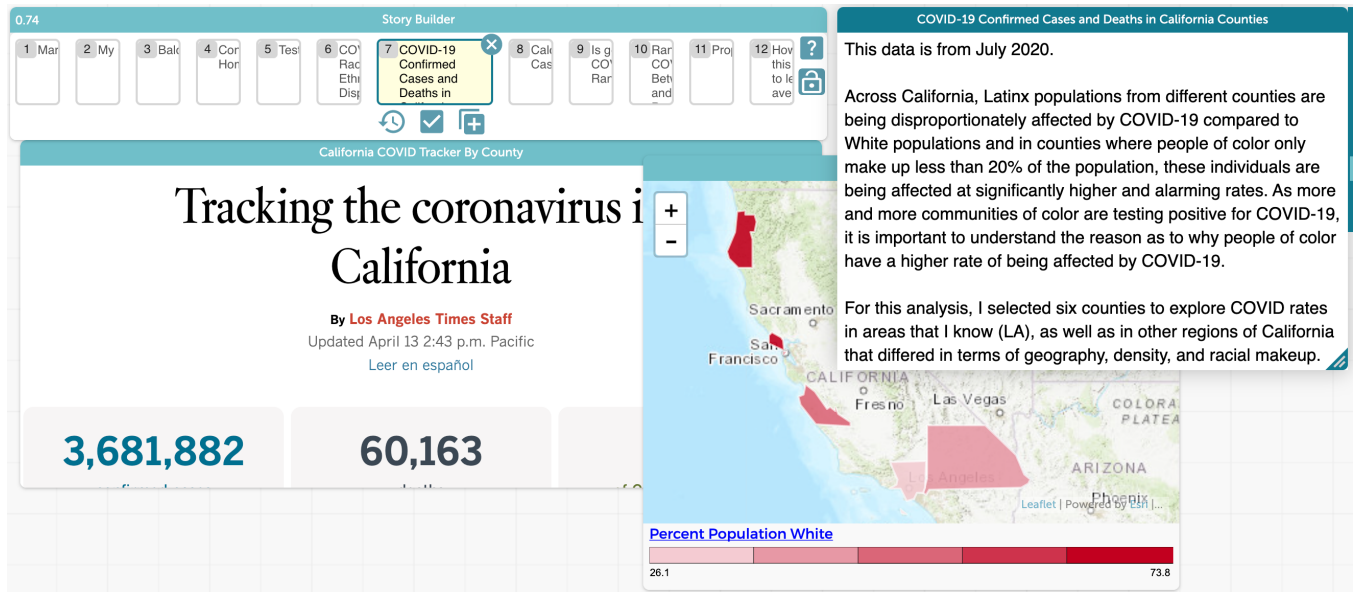 0.74
Story Builder
1 Mar
2 My
3 Balc
4 Cor
Hor
5 Tes
6 CO
Rac
Eth
Disp
7 COVID-19
Confirmed
Cases and
Deaths in
8 Cal
Cas
9 Is g
CO
Rar
10 Rar
CO
Bet
and
11 Pro
12 How
this
to le
ave
?
California COVID Tracker By County
Tracking the coronavirus i
California
By Los Angeles Times Staff
Updated April 13 2:43 p.m. Pacific
Leer en español
3,681,882
60,163
+
−
Sacramento
San
Francisco
CALIFORNIA
Fresno
Las Vegas
COLORA
PLATEA
Los Angeles
ARIZONA
Phoenix
Leaflet | Powered by Esri |...
Percent Population White
26.1
73.8
COVID-19 Confirmed Cases and Deaths in California Counties
This data is from July 2020.
Across California, Latinx populations from different counties are
being disproportionately affected by COVID-19 compared to
White populations and in counties where people of color only
make up less than 20% of the population, these individuals are
being affected at significantly higher and alarming rates. As more
and more communities of color are testing positive for COVID-19,
it is important to understand the reason as to why people of color
have a higher rate of being affected by COVID-19.
For this analysis, I selected six counties to explore COVID rates
in areas that I know (LA), as well as in other regions of California
that differed in terms of geography, density, and racial makeup.